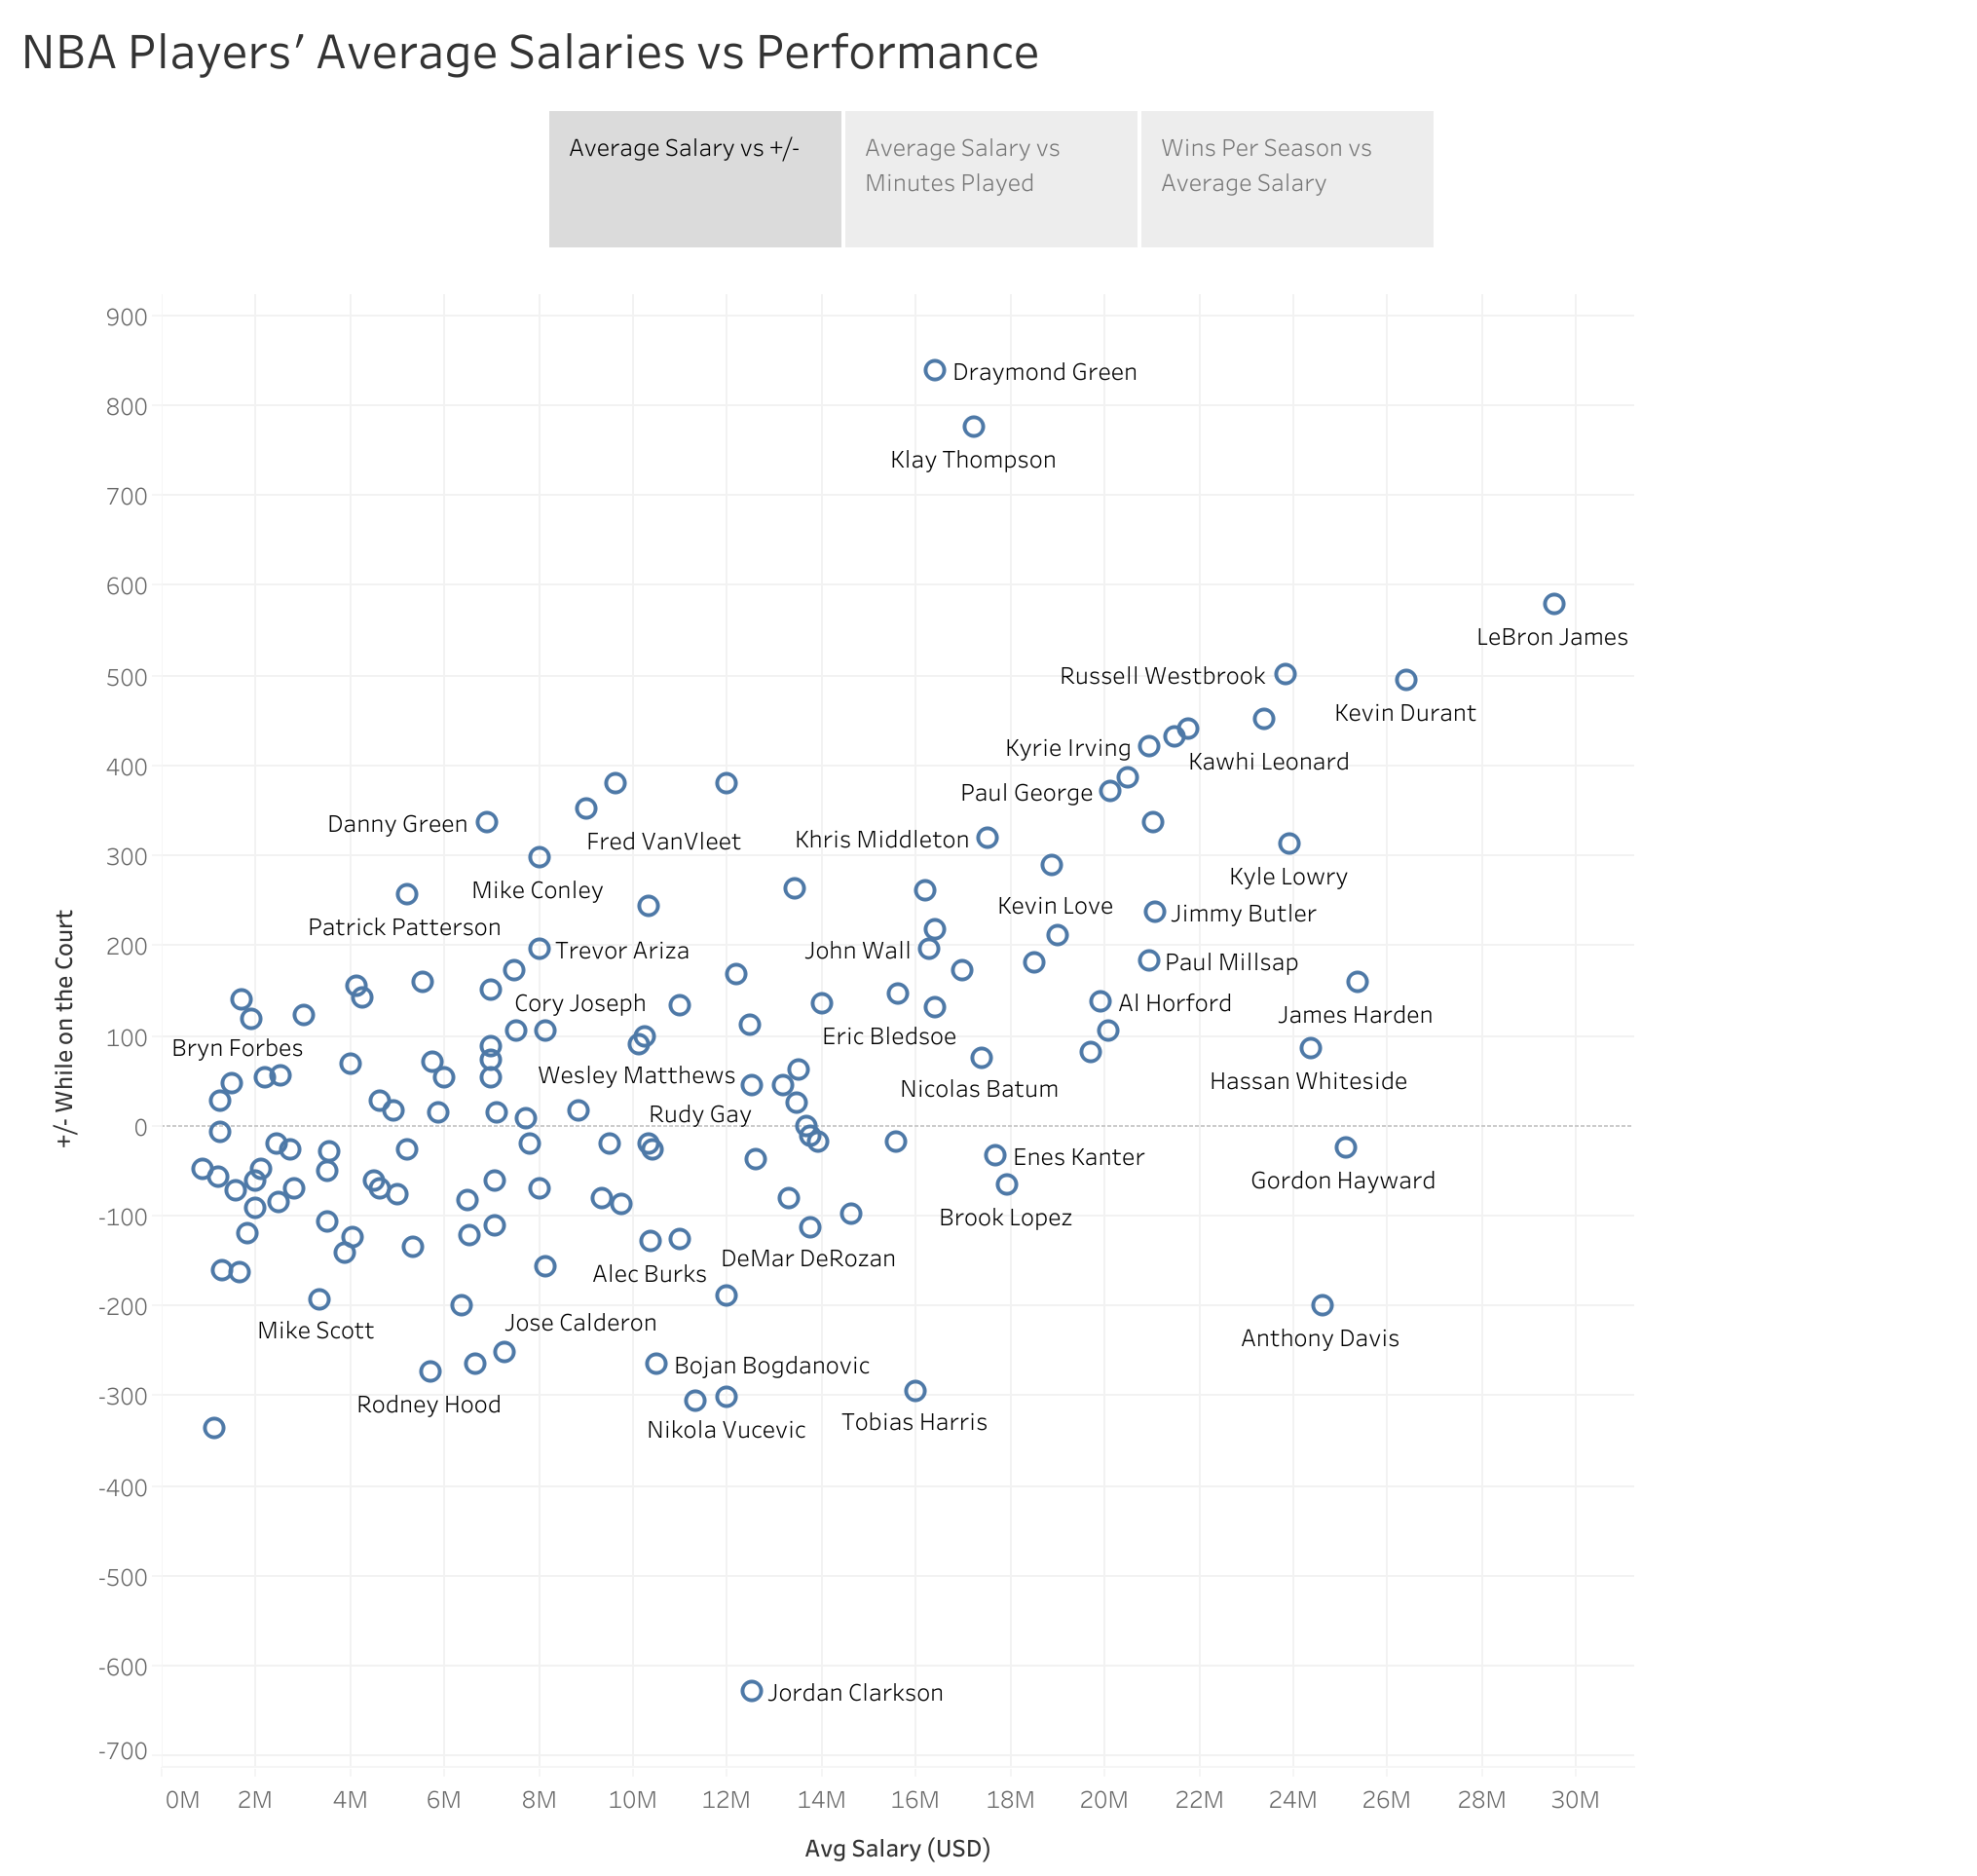 NBA Players’ Average Salaries vs Performance
Average Salary vs +/-
Average Salary vs
Minutes Played
Wins Per Season vs
Average Salary
900
800
700
600
500
400
300
200
100
0
-100
-200
-300
-400
-500
-600
-700
+/- While on the Court
Draymond Green
Klay Thompson
LeBron James
Russell Westbrook
Kevin Durant
Kyrie Irving
Kawhi Leonard
Paul George
Danny Green
Fred VanVleet
Khris Middleton
Kyle Lowry
Mike Conley
Kevin Love
Jimmy Butler
Patrick Patterson
Trevor Ariza
John Wall
Paul Millsap
Cory Joseph
Al Horford
James Harden
Eric Bledsoe
Bryn Forbes
Wesley Matthews
Nicolas Batum
Hassan Whiteside
Rudy Gay
Enes Kanter
Gordon Hayward
Brook Lopez
DeMar DeRozan
Alec Burks
Mike Scott
Jose Calderon
Anthony Davis
Bojan Bogdanovic
Rodney Hood
Tobias Harris
Nikola Vucevic
Jordan Clarkson
0M 2M 4M 6M 8M 10M 12M 14M 16M 18M 20M 22M 24M 26M 28M 30M
Avg Salary (USD)